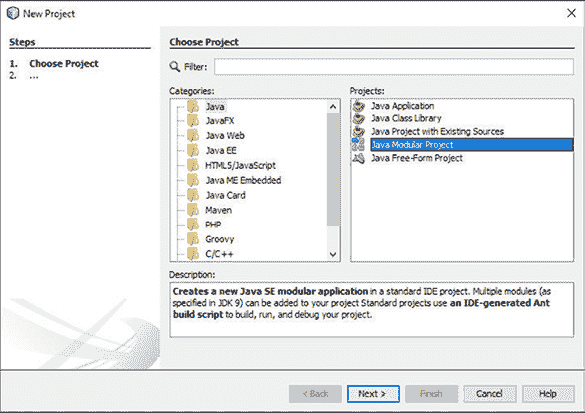 New Project
Steps
1. Choose Project
2. ...
Choose Project
Filter:
Categories:
Java
JavaFX
Java Web
Java EE
HTML5/JavaScript
Java ME Embedded
Java Card
Maven
PHP
Groovy
C/C++
Projects:
Java Application
Java Class Library
Java Project with Existing Sources
Java Modular Project
Java Free-Form Project
Description:
Creates a new Java SE modular application in a standard IDE project. Multiple modules (as
specified in JDK 9) can be added to your project Standard projects use an IDE-generated Ant
build script to build, run, and debug your project.
< Back
Next >
Finish
Cancel
Help